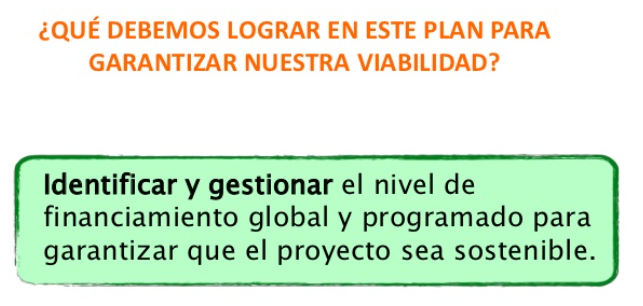 ¿QUÉ DEBEMOS LOGRAR EN ESTE PLAN PARA
GARANTIZAR NUESTRA VIABILIDAD?
Identificar y gestionar el nivel de
financiamiento global y programado para
garantizar que el proyecto sea sostenible.